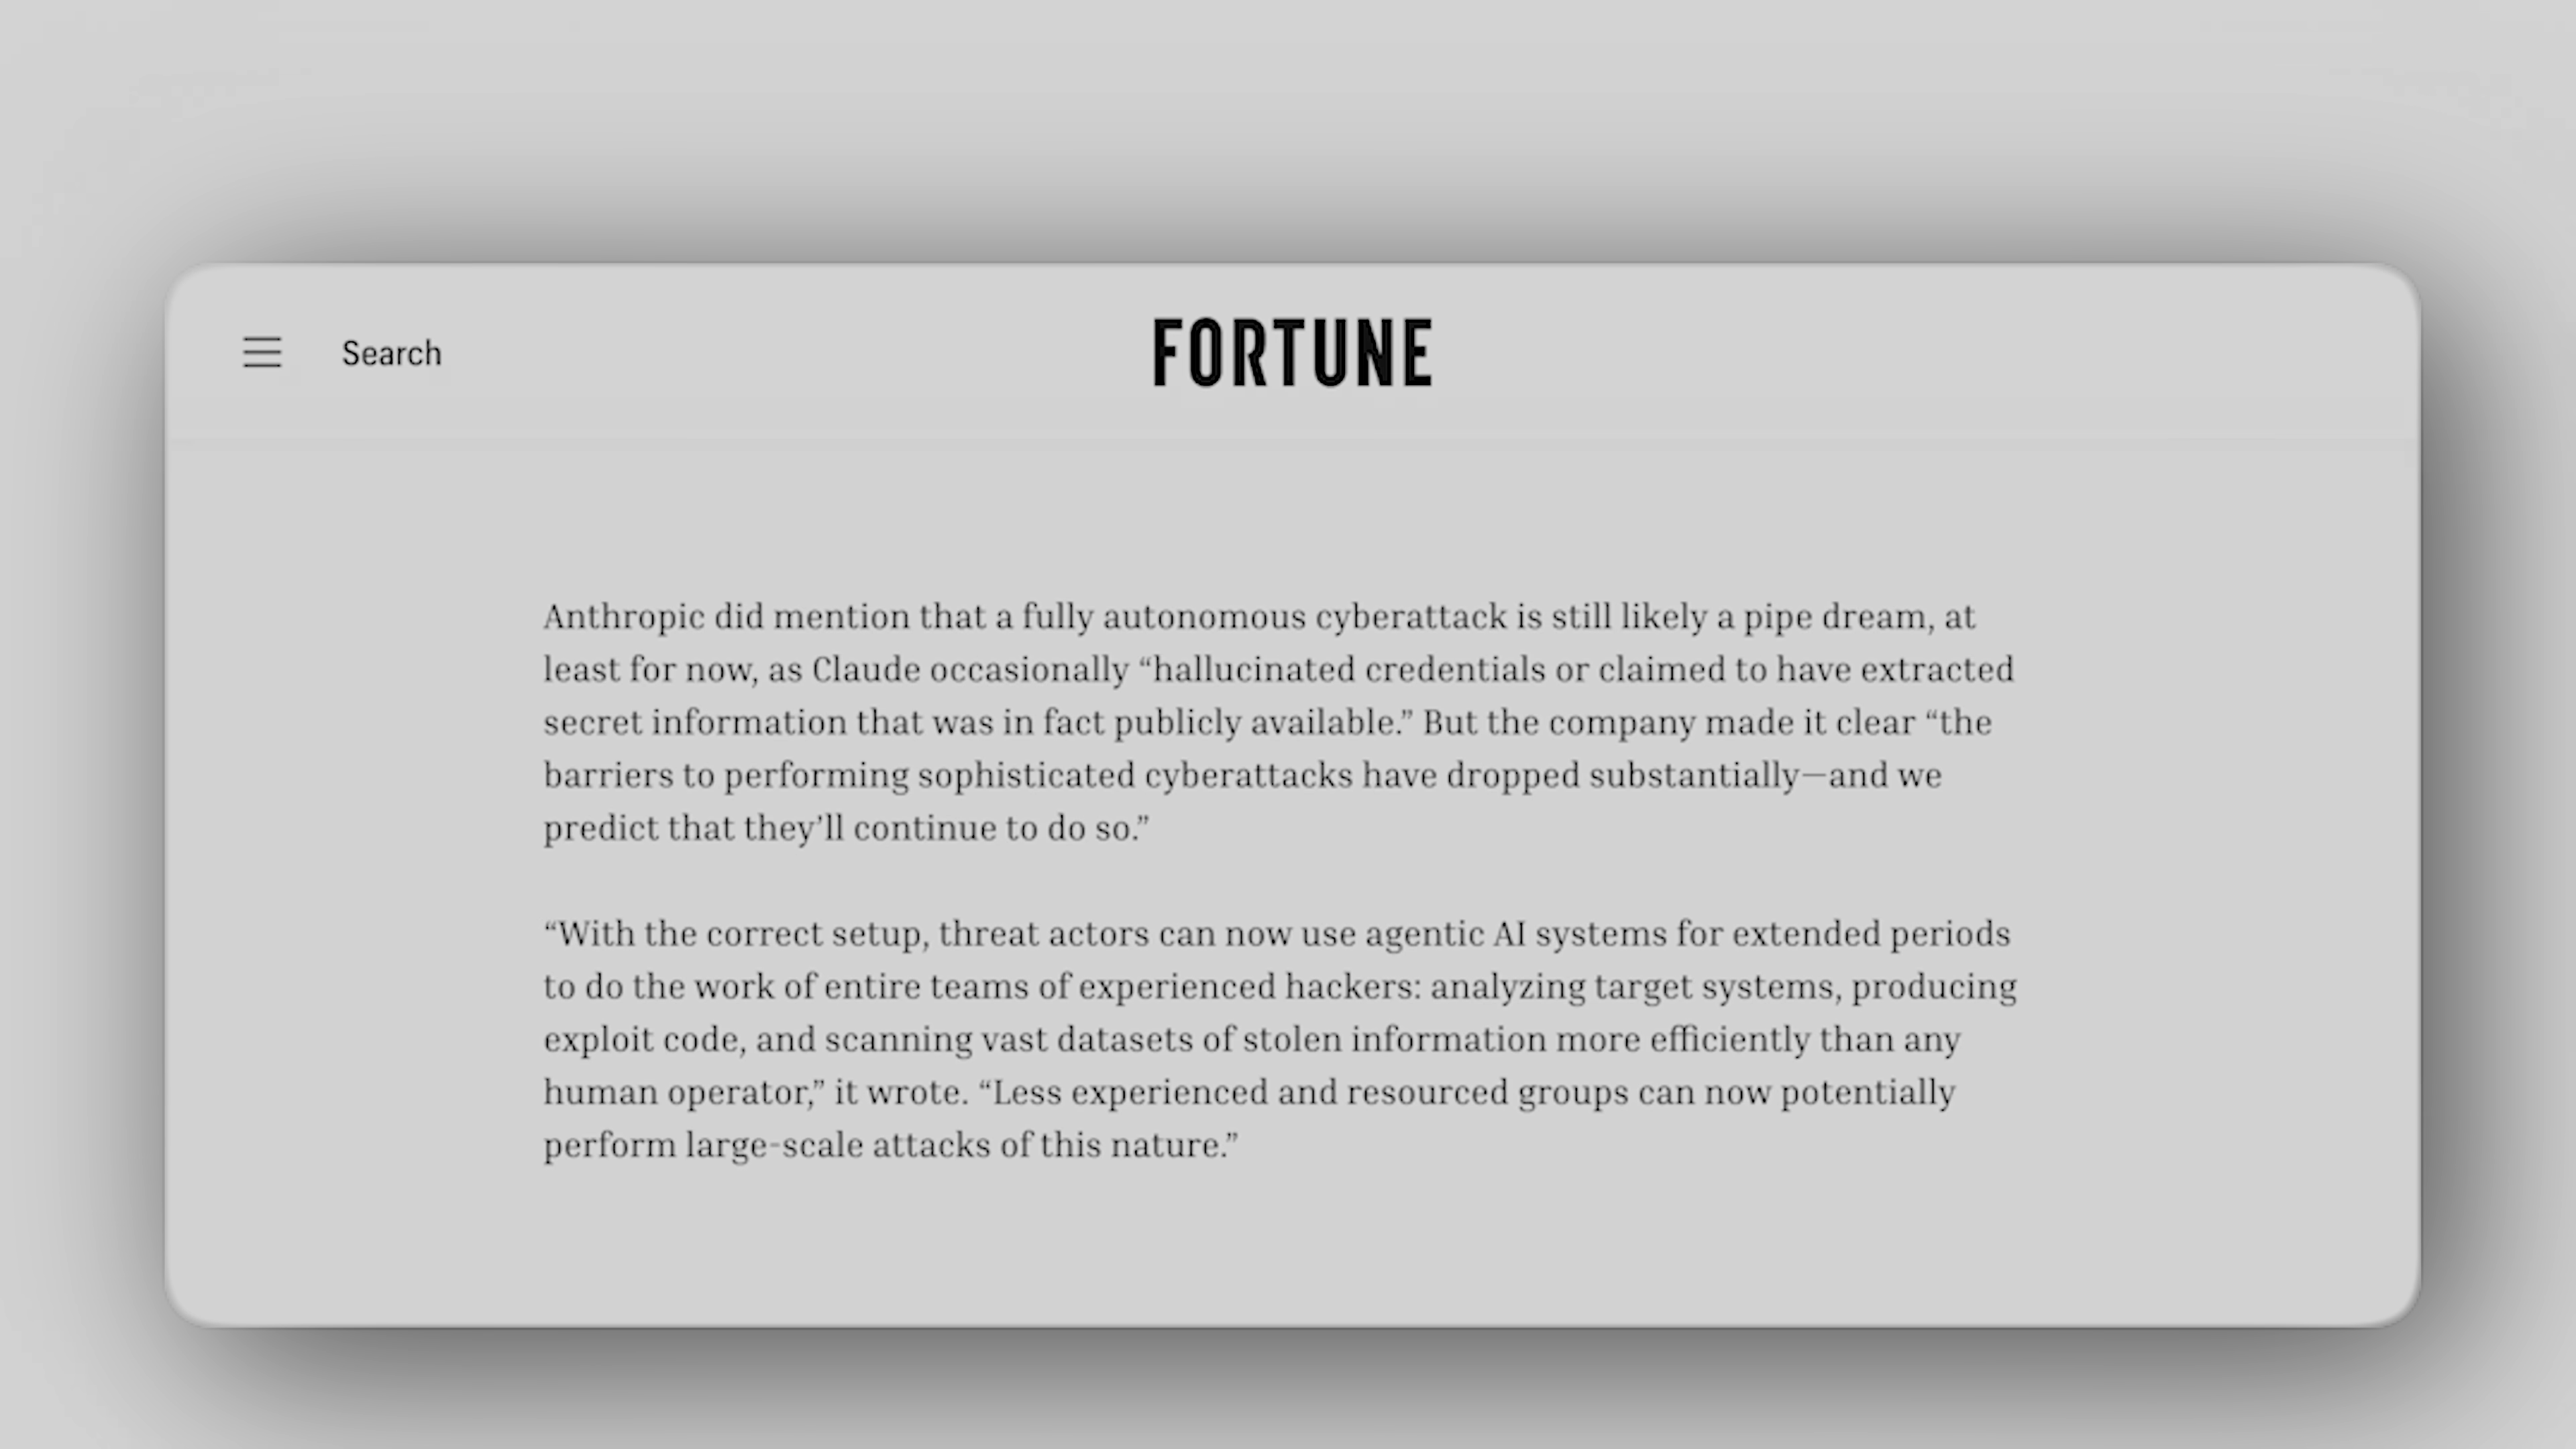 Search
FORTUNE
Anthropic did mention that a fully autonomous cyberattack is still likely a pipe dream, at
least for now, as Claude occasionally “hallucinated credentials or claimed to have extracted
secret information that was in fact publicly available.” But the company made it clear “the
barriers to performing sophisticated cyberattacks have dropped substantially—and we
predict that they’ll continue to do so.”
“With the correct setup, threat actors can now use agentic AI systems for extended periods
to do the work of entire teams of experienced hackers: analyzing target systems, producing
exploit code, and scanning vast datasets of stolen information more efficiently than any
human operator,” it wrote. “Less experienced and resourced groups can now potentially
perform large-scale attacks of this nature.”